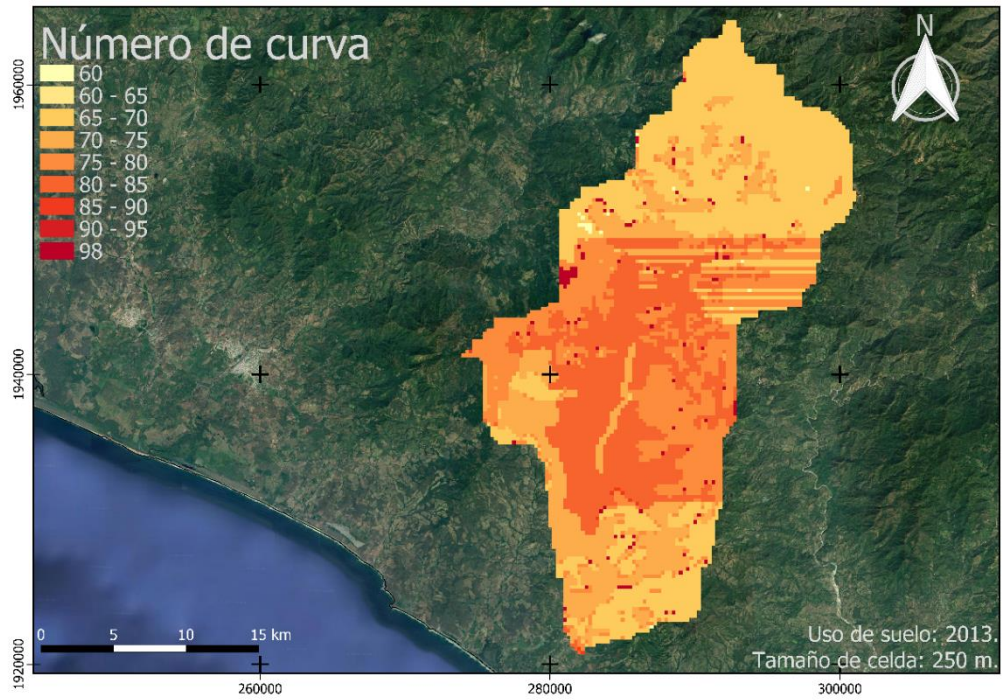 Número de curva
60
60 - 65
65 - 70
70 - 75
75 - 80
80 - 85
85 - 90
90 - 95
98
N
1960000
1940000
1920000
0 5 10 15 km
Uso de suelo: 2013.
Tamaño de celda: 250 m.
260000 280000 300000